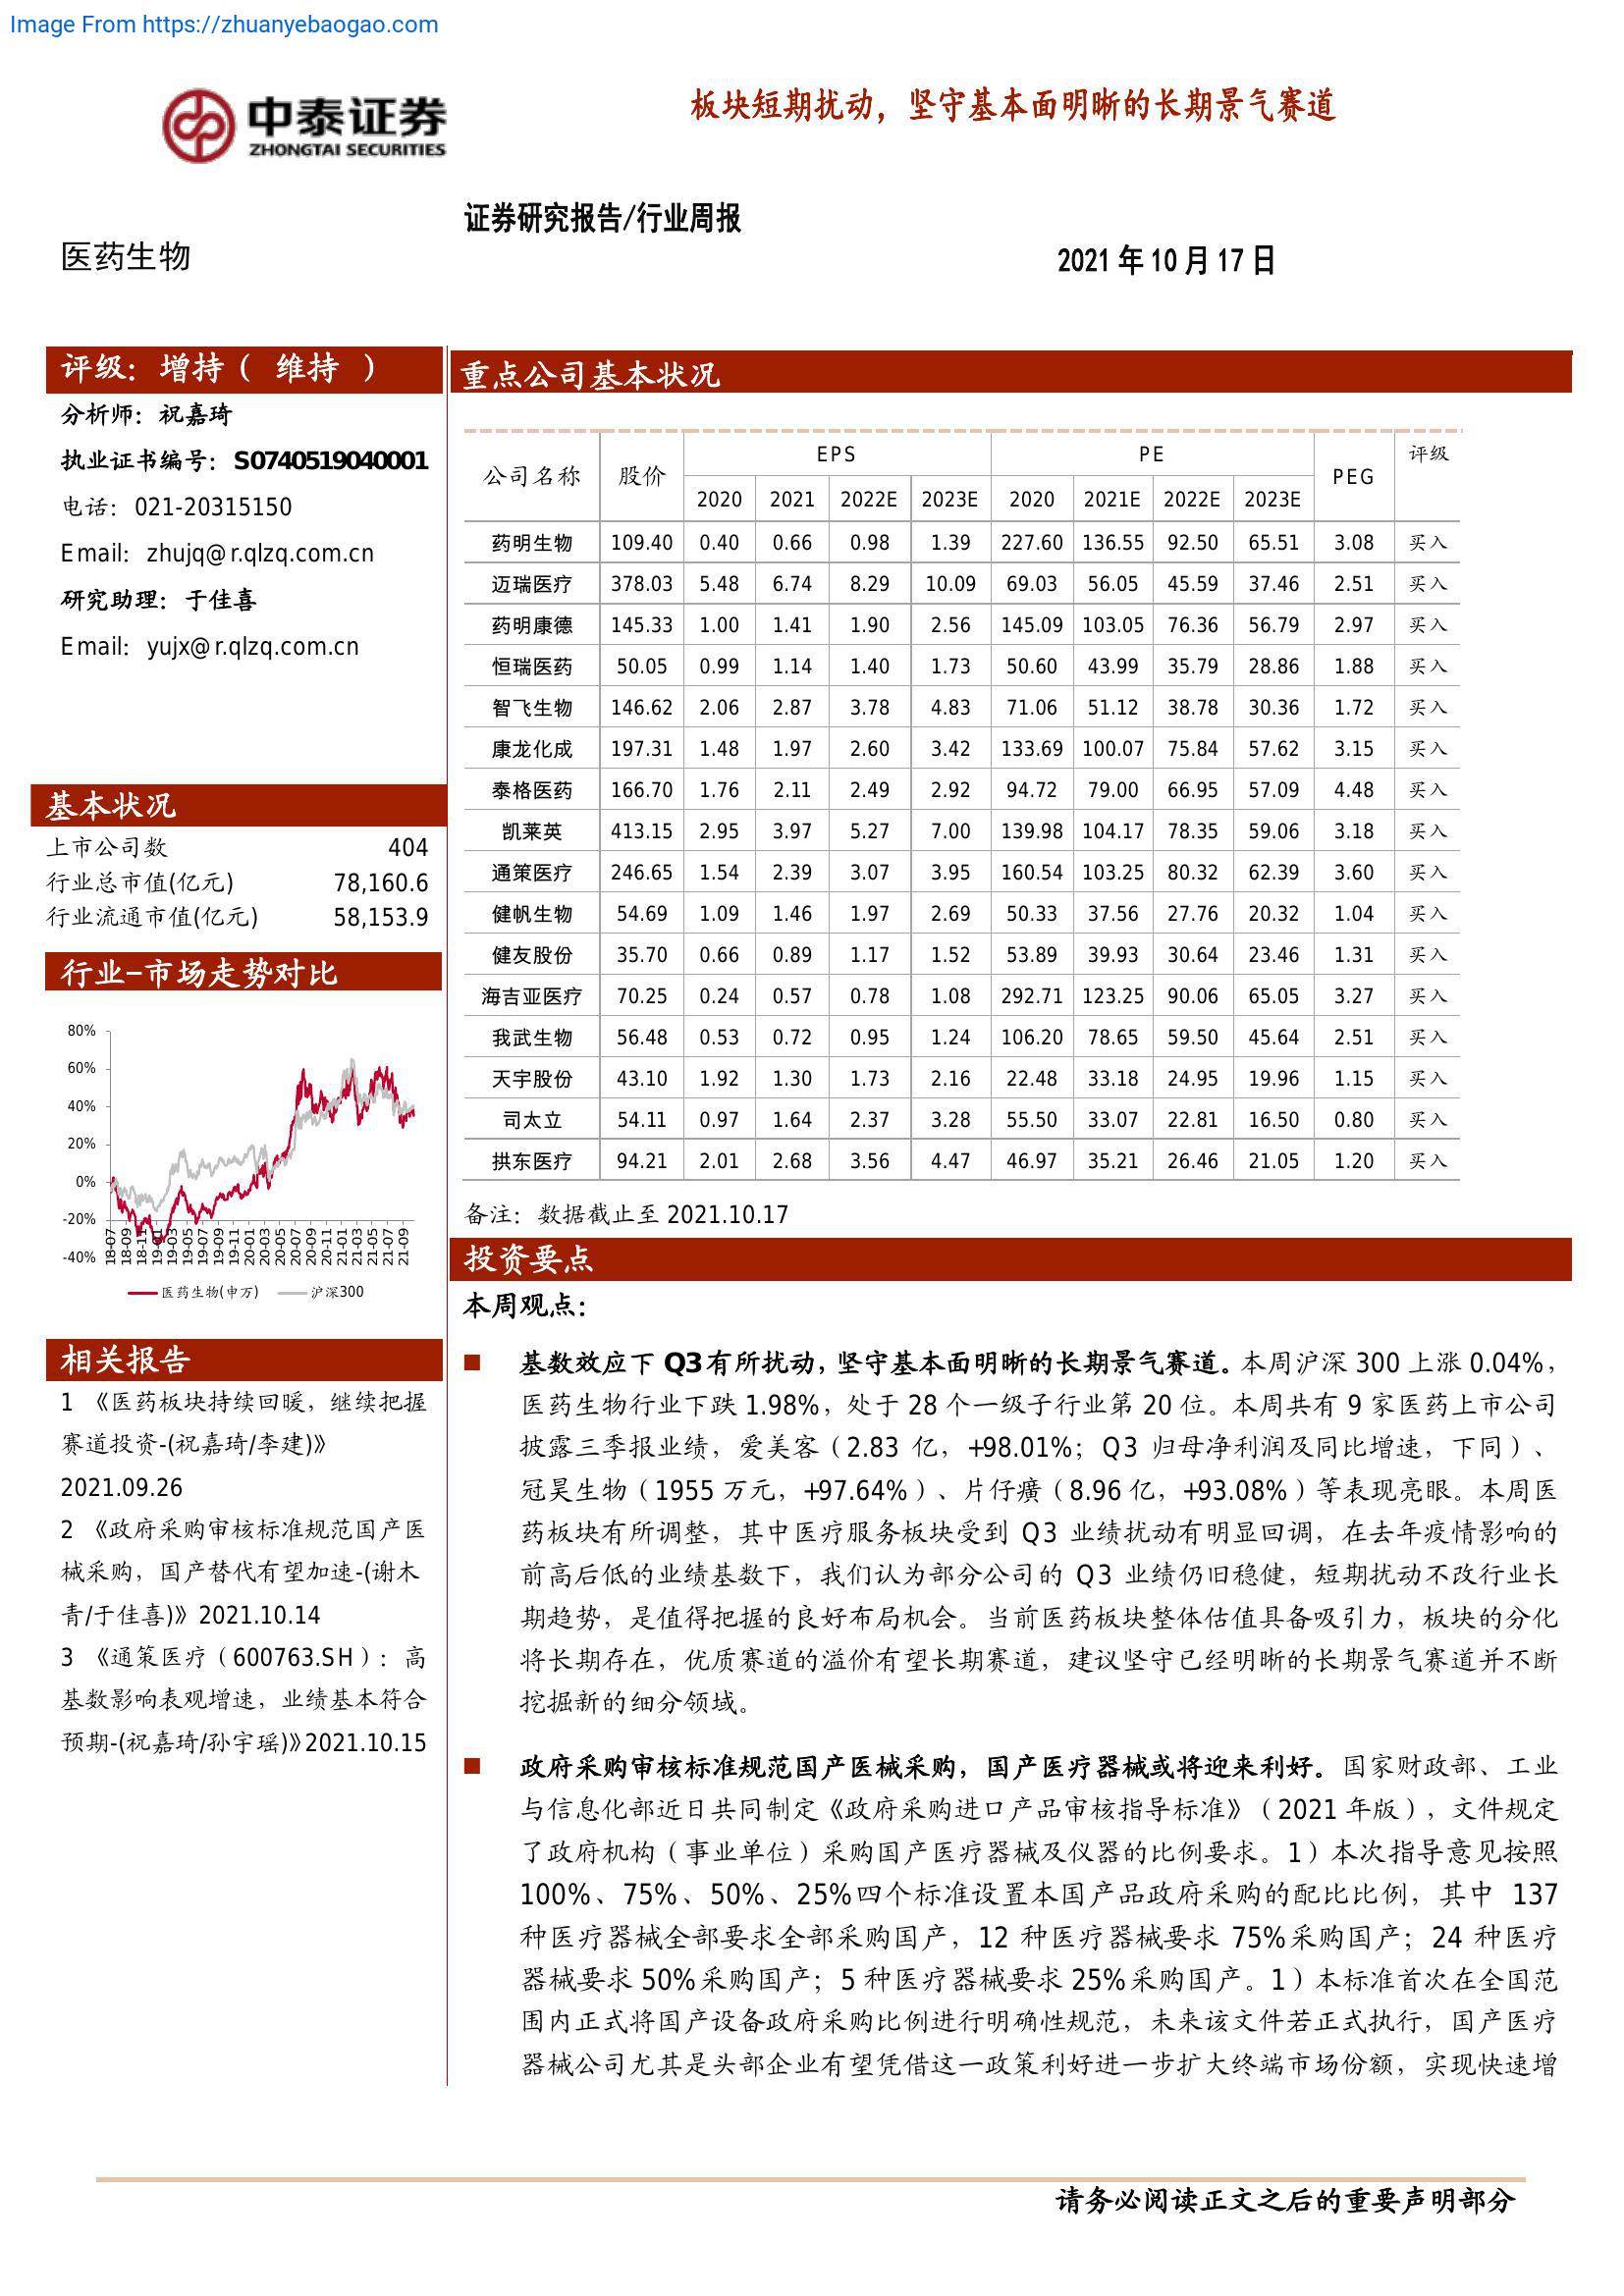 Image From https://zhuanyebaogao.com
中泰证券
ZHONGTAI SECURITIES
板块短期扰动，坚守基本面明晰的长期景气赛道
证券研究报告/行业周报
医药生物
2021 年 10 月 17 日
评级：增持（ 维持 ）
分析师：祝嘉琦
执业证书编号：S0740519040001
电话：021-20315150
Email：zhujq@r.qlzq.com.cn
研究助理：于佳喜
Email：yujx@r.qlzq.com.cn
基本状况
上市公司数 404
行业总市值(亿元) 78,160.6
行业流通市值(亿元) 58,153.9
行业-市场走势对比
80%
60%
40%
20%
0%
-20%
-40%
18-07 18-09 18-11 19-01 19-03 19-05 19-07 19-09 19-11 20-01 20-03 20-05 20-07 20-09 20-11 21-01 21-03 21-05 21-07 21-09
医药生物(申万) 沪深300
相关报告
1 《医药板块持续回暖，继续把握
赛道投资-(祝嘉琦/李建)》
2021.09.26
2 《政府采购审核标准规范国产医
械采购，国产替代有望加速-(谢木
青/于佳喜)》2021.10.14
3 《通策医疗（600763.SH）：高
基数影响表观增速，业绩基本符合
预期-(祝嘉琦/孙宇瑶)》2021.10.15
重点公司基本状况
公司名称 股价 EPS PE PEG 评级
2020 2021 2022E 2023E 2020 2021E 2022E 2023E
药明生物 109.40 0.40 0.66 0.98 1.39 227.60 136.55 92.50 65.51 3.08 买入
迈瑞医疗 378.03 5.48 6.74 8.29 10.09 69.03 56.05 45.59 37.46 2.51 买入
药明康德 145.33 1.00 1.41 1.90 2.56 145.09 103.05 76.36 56.79 2.97 买入
恒瑞医药 50.05 0.99 1.14 1.40 1.73 50.60 43.99 35.79 28.86 1.88 买入
智飞生物 146.62 2.06 2.87 3.78 4.83 71.06 51.12 38.78 30.36 1.72 买入
康龙化成 197.31 1.48 1.97 2.60 3.42 133.69 100.07 75.84 57.62 3.15 买入
泰格医药 166.70 1.76 2.11 2.49 2.92 94.72 79.00 66.95 57.09 4.48 买入
凯莱英 413.15 2.95 3.97 5.27 7.00 139.98 104.17 78.35 59.06 3.18 买入
通策医疗 246.65 1.54 2.39 3.07 3.95 160.54 103.25 80.32 62.39 3.60 买入
健帆生物 54.69 1.09 1.46 1.97 2.69 50.33 37.56 27.76 20.32 1.04 买入
健友股份 35.70 0.66 0.89 1.17 1.52 53.89 39.93 30.64 23.46 1.31 买入
海吉亚医疗 70.25 0.24 0.57 0.78 1.08 292.71 123.25 90.06 65.05 3.27 买入
我武生物 56.48 0.53 0.72 0.95 1.24 106.20 78.65 59.50 45.64 2.51 买入
天宇股份 43.10 1.92 1.30 1.73 2.16 22.48 33.18 24.95 19.96 1.15 买入
司太立 54.11 0.97 1.64 2.37 3.28 55.50 33.07 22.81 16.50 0.80 买入
拱东医疗 94.21 2.01 2.68 3.56 4.47 46.97 35.21 26.46 21.05 1.20 买入
备注：数据截止至 2021.10.17
投资要点
本周观点：
■ 基数效应下 Q3 有所扰动，坚守基本面明晰的长期景气赛道。本周沪深 300 上涨 0.04%，
医药生物行业下跌 1.98%，处于 28 个一级子行业第 20 位。本周共有 9 家医药上市公司
披露三季报业绩，爱美客（2.83 亿，+98.01%；Q3 归母净利润及同比增速，下同）、
冠昊生物（1955 万元，+97.64%）、片仔癀（8.96 亿，+93.08%）等表现亮眼。本周医
药板块有所调整，其中医疗服务板块受到 Q3 业绩扰动有明显回调，在去年疫情影响的
前高后低的业绩基数下，我们认为部分公司的 Q3 业绩仍旧稳健，短期扰动不改行业长
期趋势，是值得把握的良好布局机会。当前医药板块整体估值具备吸引力，板块的分化
将长期存在，优质赛道的溢价有望长期赛道，建议坚守已经明晰的长期景气赛道并不断
挖掘新的细分领域。
■ 政府采购审核标准规范国产医械采购，国产医疗器械或将迎来利好。国家财政部、工业
与信息化部近日共同制定《政府采购进口产品审核指导标准》（2021 年版），文件规定
了政府机构（事业单位）采购国产医疗器械及仪器的比例要求。1）本次指导意见按照
100%、75%、50%、25%四个标准设置本国产品政府采购的配比比例，其中 137
种医疗器械全部要求全部采购国产，12 种医疗器械要求 75%采购国产；24 种医疗
器械要求 50%采购国产；5 种医疗器械要求 25%采购国产。1）本标准首次在全国范
围内正式将国产设备政府采购比例进行明确性规范，未来该文件若正式执行，国产医疗
器械公司尤其是头部企业有望凭借这一政策利好进一步扩大终端市场份额，实现快速增
请务必阅读正文之后的重要声明部分